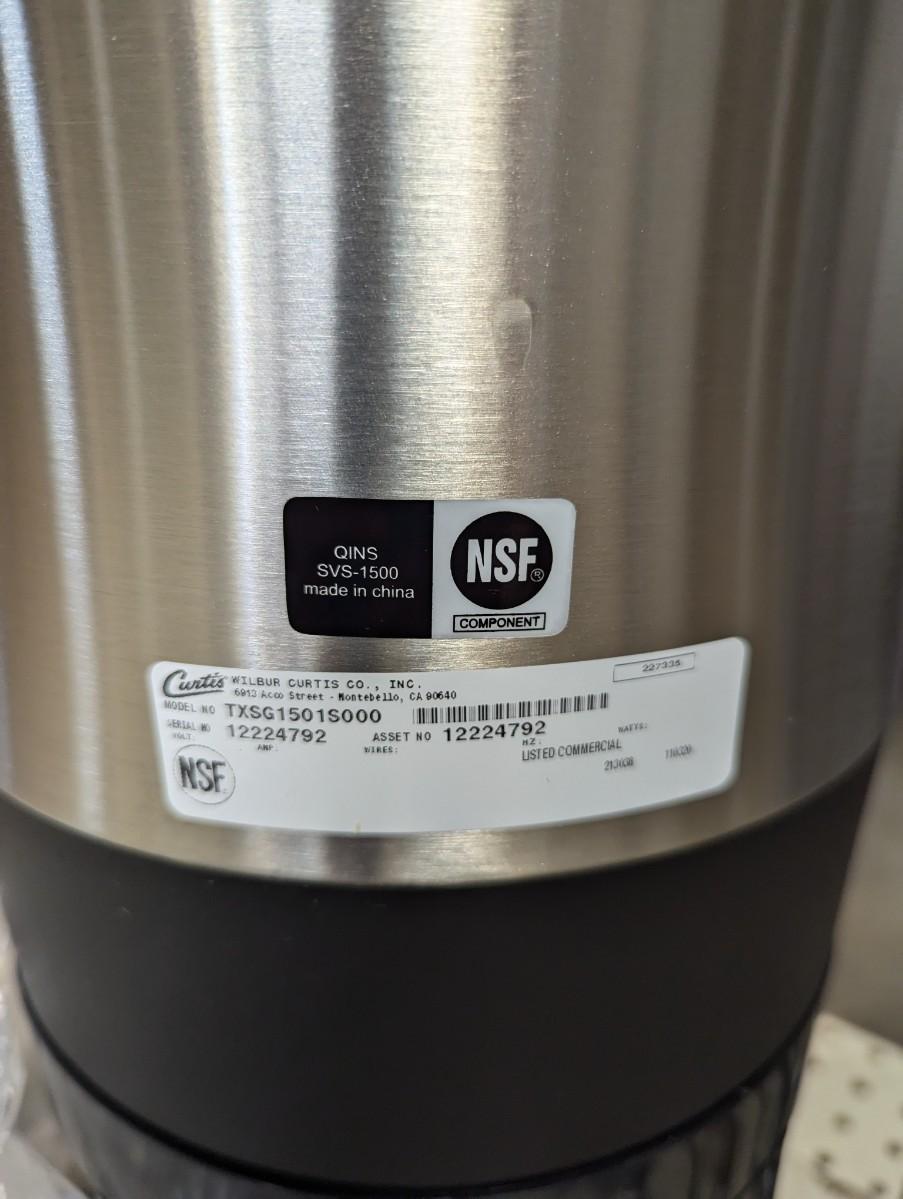 QINS
SVS-1500
made in china
NSF®
COMPONENT
227335
Curtis WILBUR CURTIS CO., INC.
6913 Acco Street - Montebello, CA 90640
MODEL NO TXSG1501S000
SERIAL NO 12224792 ASSET NO 12224792
VOLT: AMP: WIRES: HZ: WATTS:
LISTED COMMERCIAL
NSF